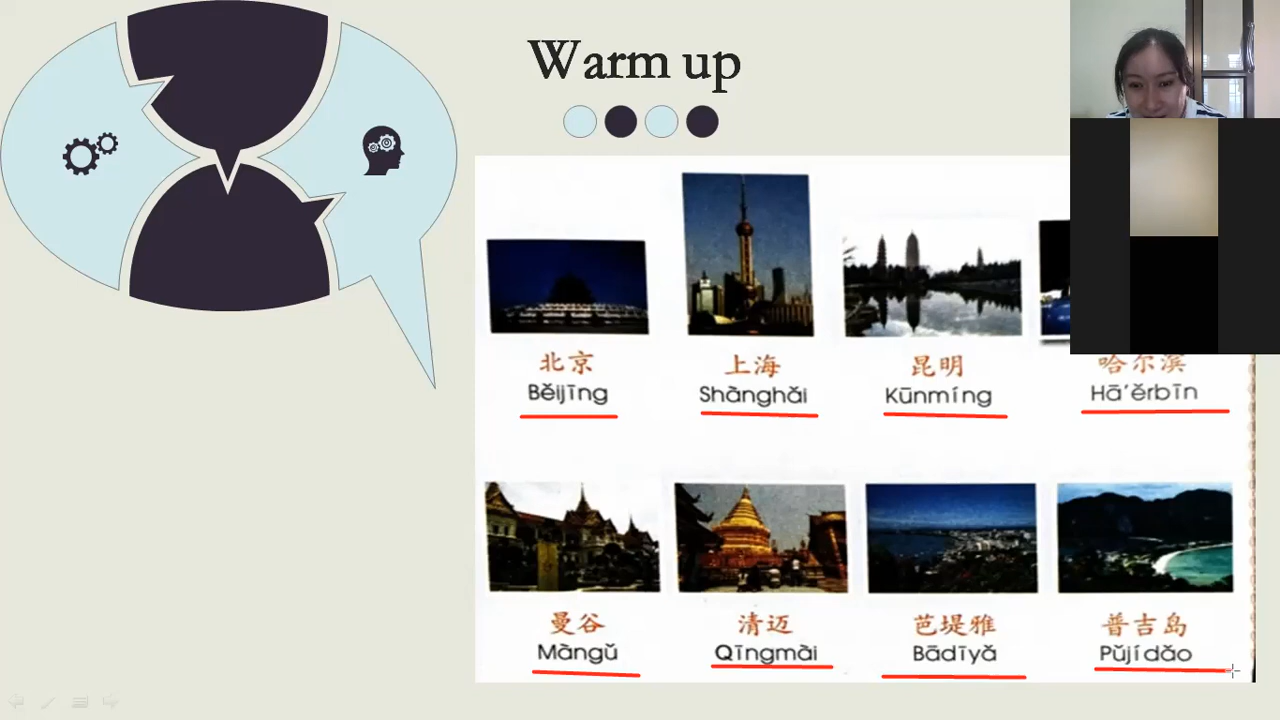 Warm up
北京 上海 昆明 哈尔滨
Běijīng Shànghǎi Kūnmíng Hā’ěrbīn
曼谷 清迈 芭堤雅 普吉岛
Màngǔ Qīngmài Bādīyǎ Pǔjídǎo